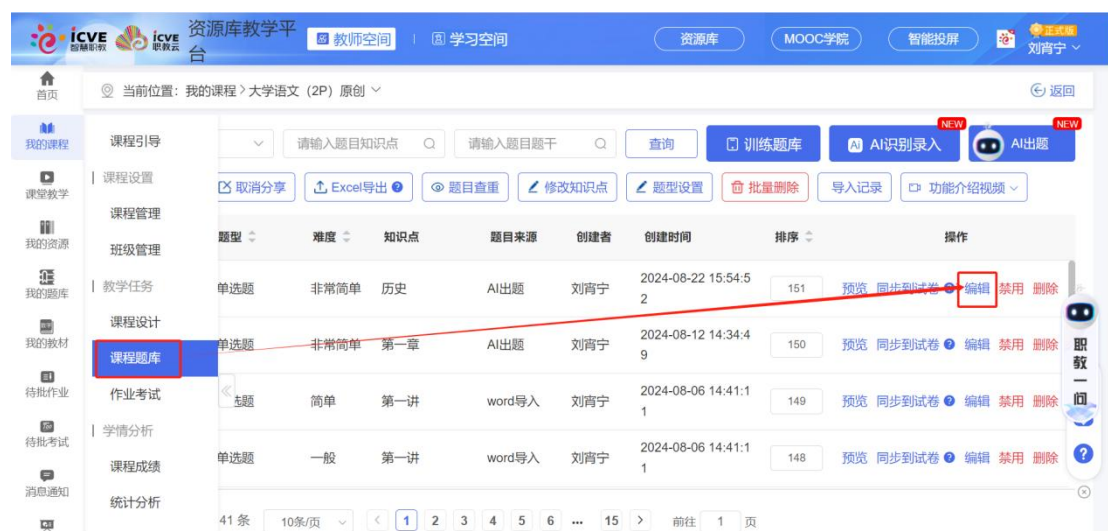 icve 智慧职教 icve 职教云 资源库教学平台 教师空间 学习空间 资源库 MOOC学院 智能投屏 正式版 刘宵宁
首页
当前位置：我的课程 > 大学语文（2P）原创 返回
我的课程
课堂教学
我的资源
我的题库
我的教材
待批作业
待批考试
消息通知
课程引导
课程设置
课程管理
班级管理
教学任务
课程设计
课程题库
作业考试
学情分析
课程成绩
统计分析
请输入题目知识点 请输入题目题干 查询 训练题库 AI AI识别录入 NEW AI出题 NEW
取消分享 Excel导出 题目查重 修改知识点 题型设置 批量删除 导入记录 功能介绍视频
题型 难度 知识点 题目来源 创建者 创建时间 排序 操作
单选题 非常简单 历史 AI出题 刘宵宁 2024-08-22 15:54:52 151 预览 同步到试卷 编辑 禁用 删除
单选题 非常简单 第一章 AI出题 刘宵宁 2024-08-12 14:34:49 150 预览 同步到试卷 编辑 禁用 删除
选题 简单 第一讲 word导入 刘宵宁 2024-08-06 14:41:11 149 预览 同步到试卷 编辑 禁用 删除
单选题 一般 第一讲 word导入 刘宵宁 2024-08-06 14:41:11 148 预览 同步到试卷 编辑 禁用 删除
41 条 10条/页 < 1 2 3 4 5 6 ... 15 > 前往 1 页
职教一问
?